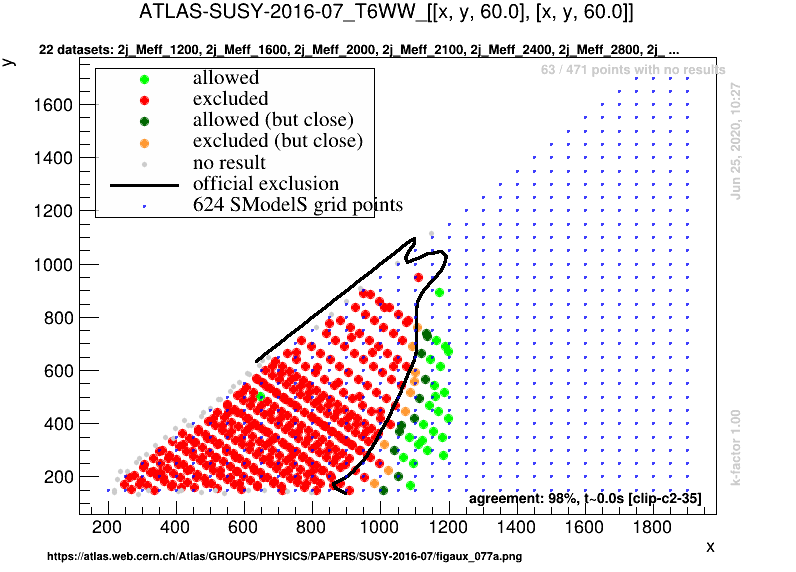 ATLAS-SUSY-2016-07_T6WW_[[x, y, 60.0], [x, y, 60.0]]
22 datasets: 2j_Meff_1200, 2j_Meff_1600, 2j_Meff_2000, 2j_Meff_2100, 2j_Meff_2400, 2j_Meff_2800, 2j_ ...
y
63 / 471 points with no results
allowed
excluded
allowed (but close)
excluded (but close)
no result
official exclusion
624 SModelS grid points
1600
1400
1200
1000
800
600
400
200
Jun 25, 2020, 10:27
k-factor 1.00
agreement: 98%, t~0.0s [clip-c2-35]
200 400 600 800 1000 1200 1400 1600 1800
x
https://atlas.web.cern.ch/Atlas/GROUPS/PHYSICS/PAPERS/SUSY-2016-07/figaux_077a.png